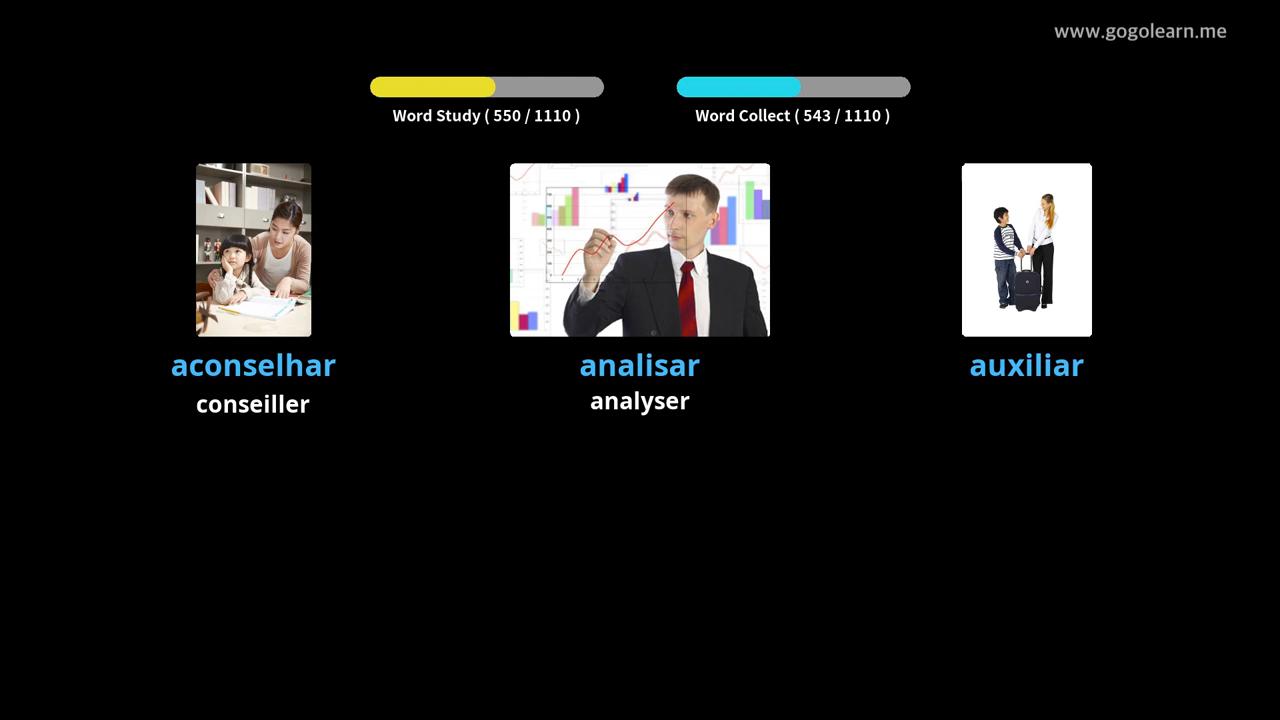 www.gogolearn.me
Word Study ( 550 / 1110 )
Word Collect ( 543 / 1110 )
aconselhar
conseiller
analisar
analyser
auxiliar